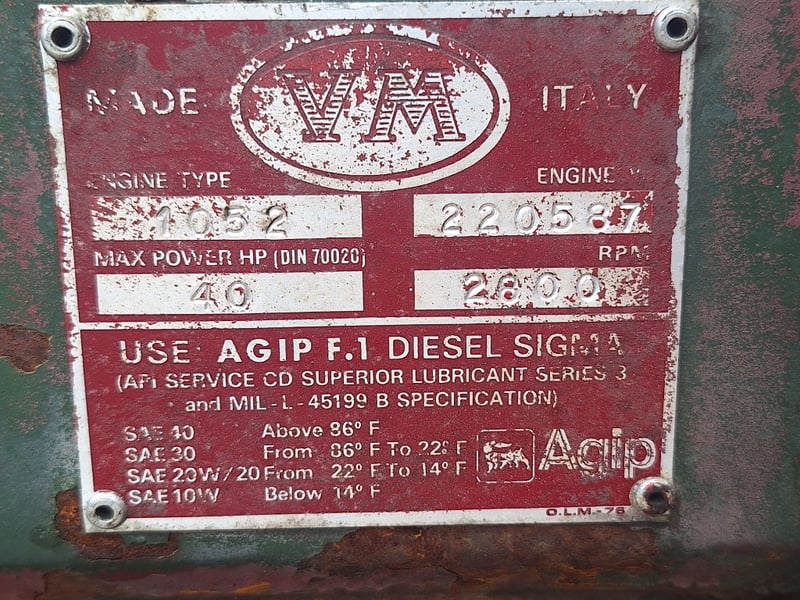 VM
MADE ITALY
ENGINE TYPE ENGINE N°
1052 220587
MAX POWER HP (DIN 70020) RPM
40 2800
USE: AGIP F.1 DIESEL SIGMA
(API SERVICE CD SUPERIOR LUBRICANT SERIES 3
and MIL-L-45199 B SPECIFICATION)
SAE 40 Above 86° F
SAE 30 From 86° F To 22° F
SAE 20W/20 From 22° F To 14° F
SAE 10W Below 14° F
Agip
O.L.M.-76